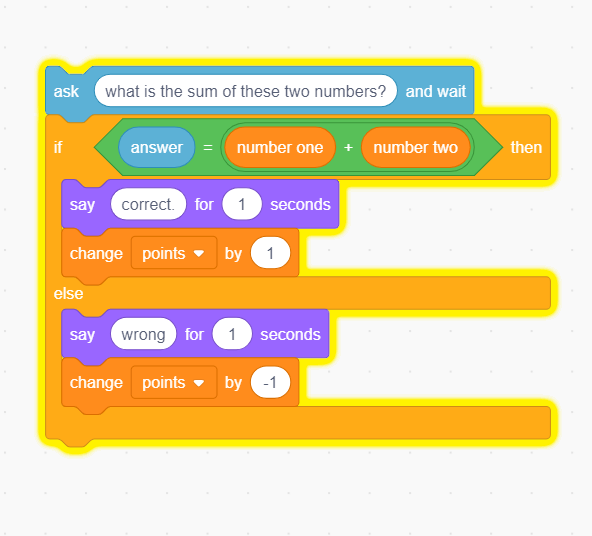 ask what is the sum of these two numbers? and wait
if answer = number one + number two then
say correct. for 1 seconds
change points by 1
else
say wrong for 1 seconds
change points by -1